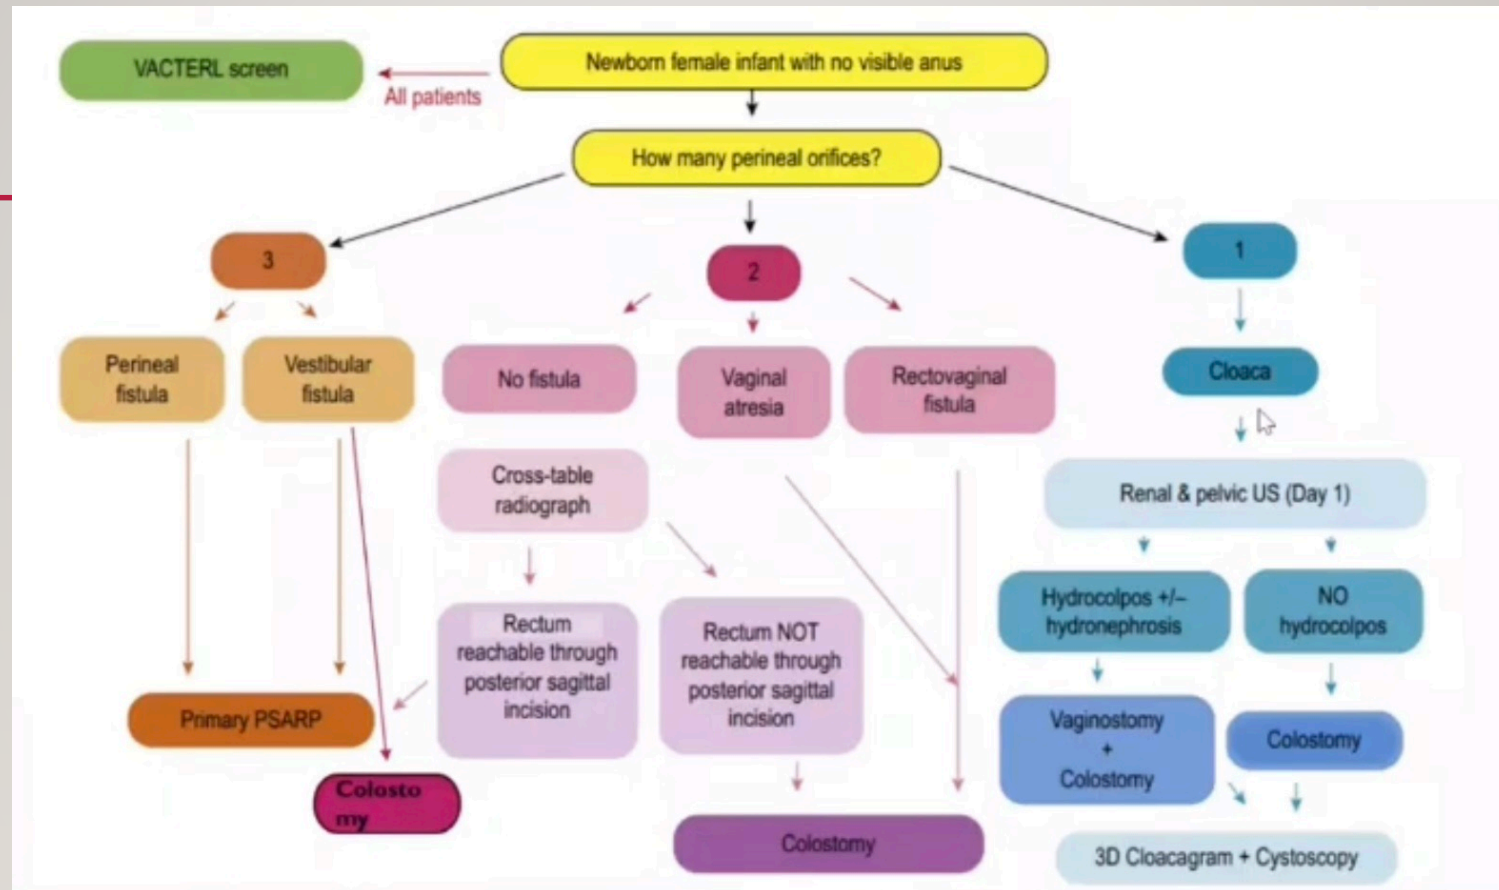 Newborn female infant with no visible anus
VACTERL screen
All patients
How many perineal orifices?
3
2
1
Perineal
fistula
Vestibular
fistula
No fistula
Vaginal
atresia
Rectovaginal
fistula
Cloaca
Cross-table
radiograph
Renal & pelvic US (Day 1)
Rectum
reachable through
posterior sagittal
incision
Rectum NOT
reachable through
posterior sagittal
incision
Hydrocolpos +/–
hydronephrosis
NO
hydrocolpos
Primary PSARP
Vaginostomy
+
Colostomy
Colostomy
Colosto
my
Colostomy
3D Cloacagram + Cystoscopy